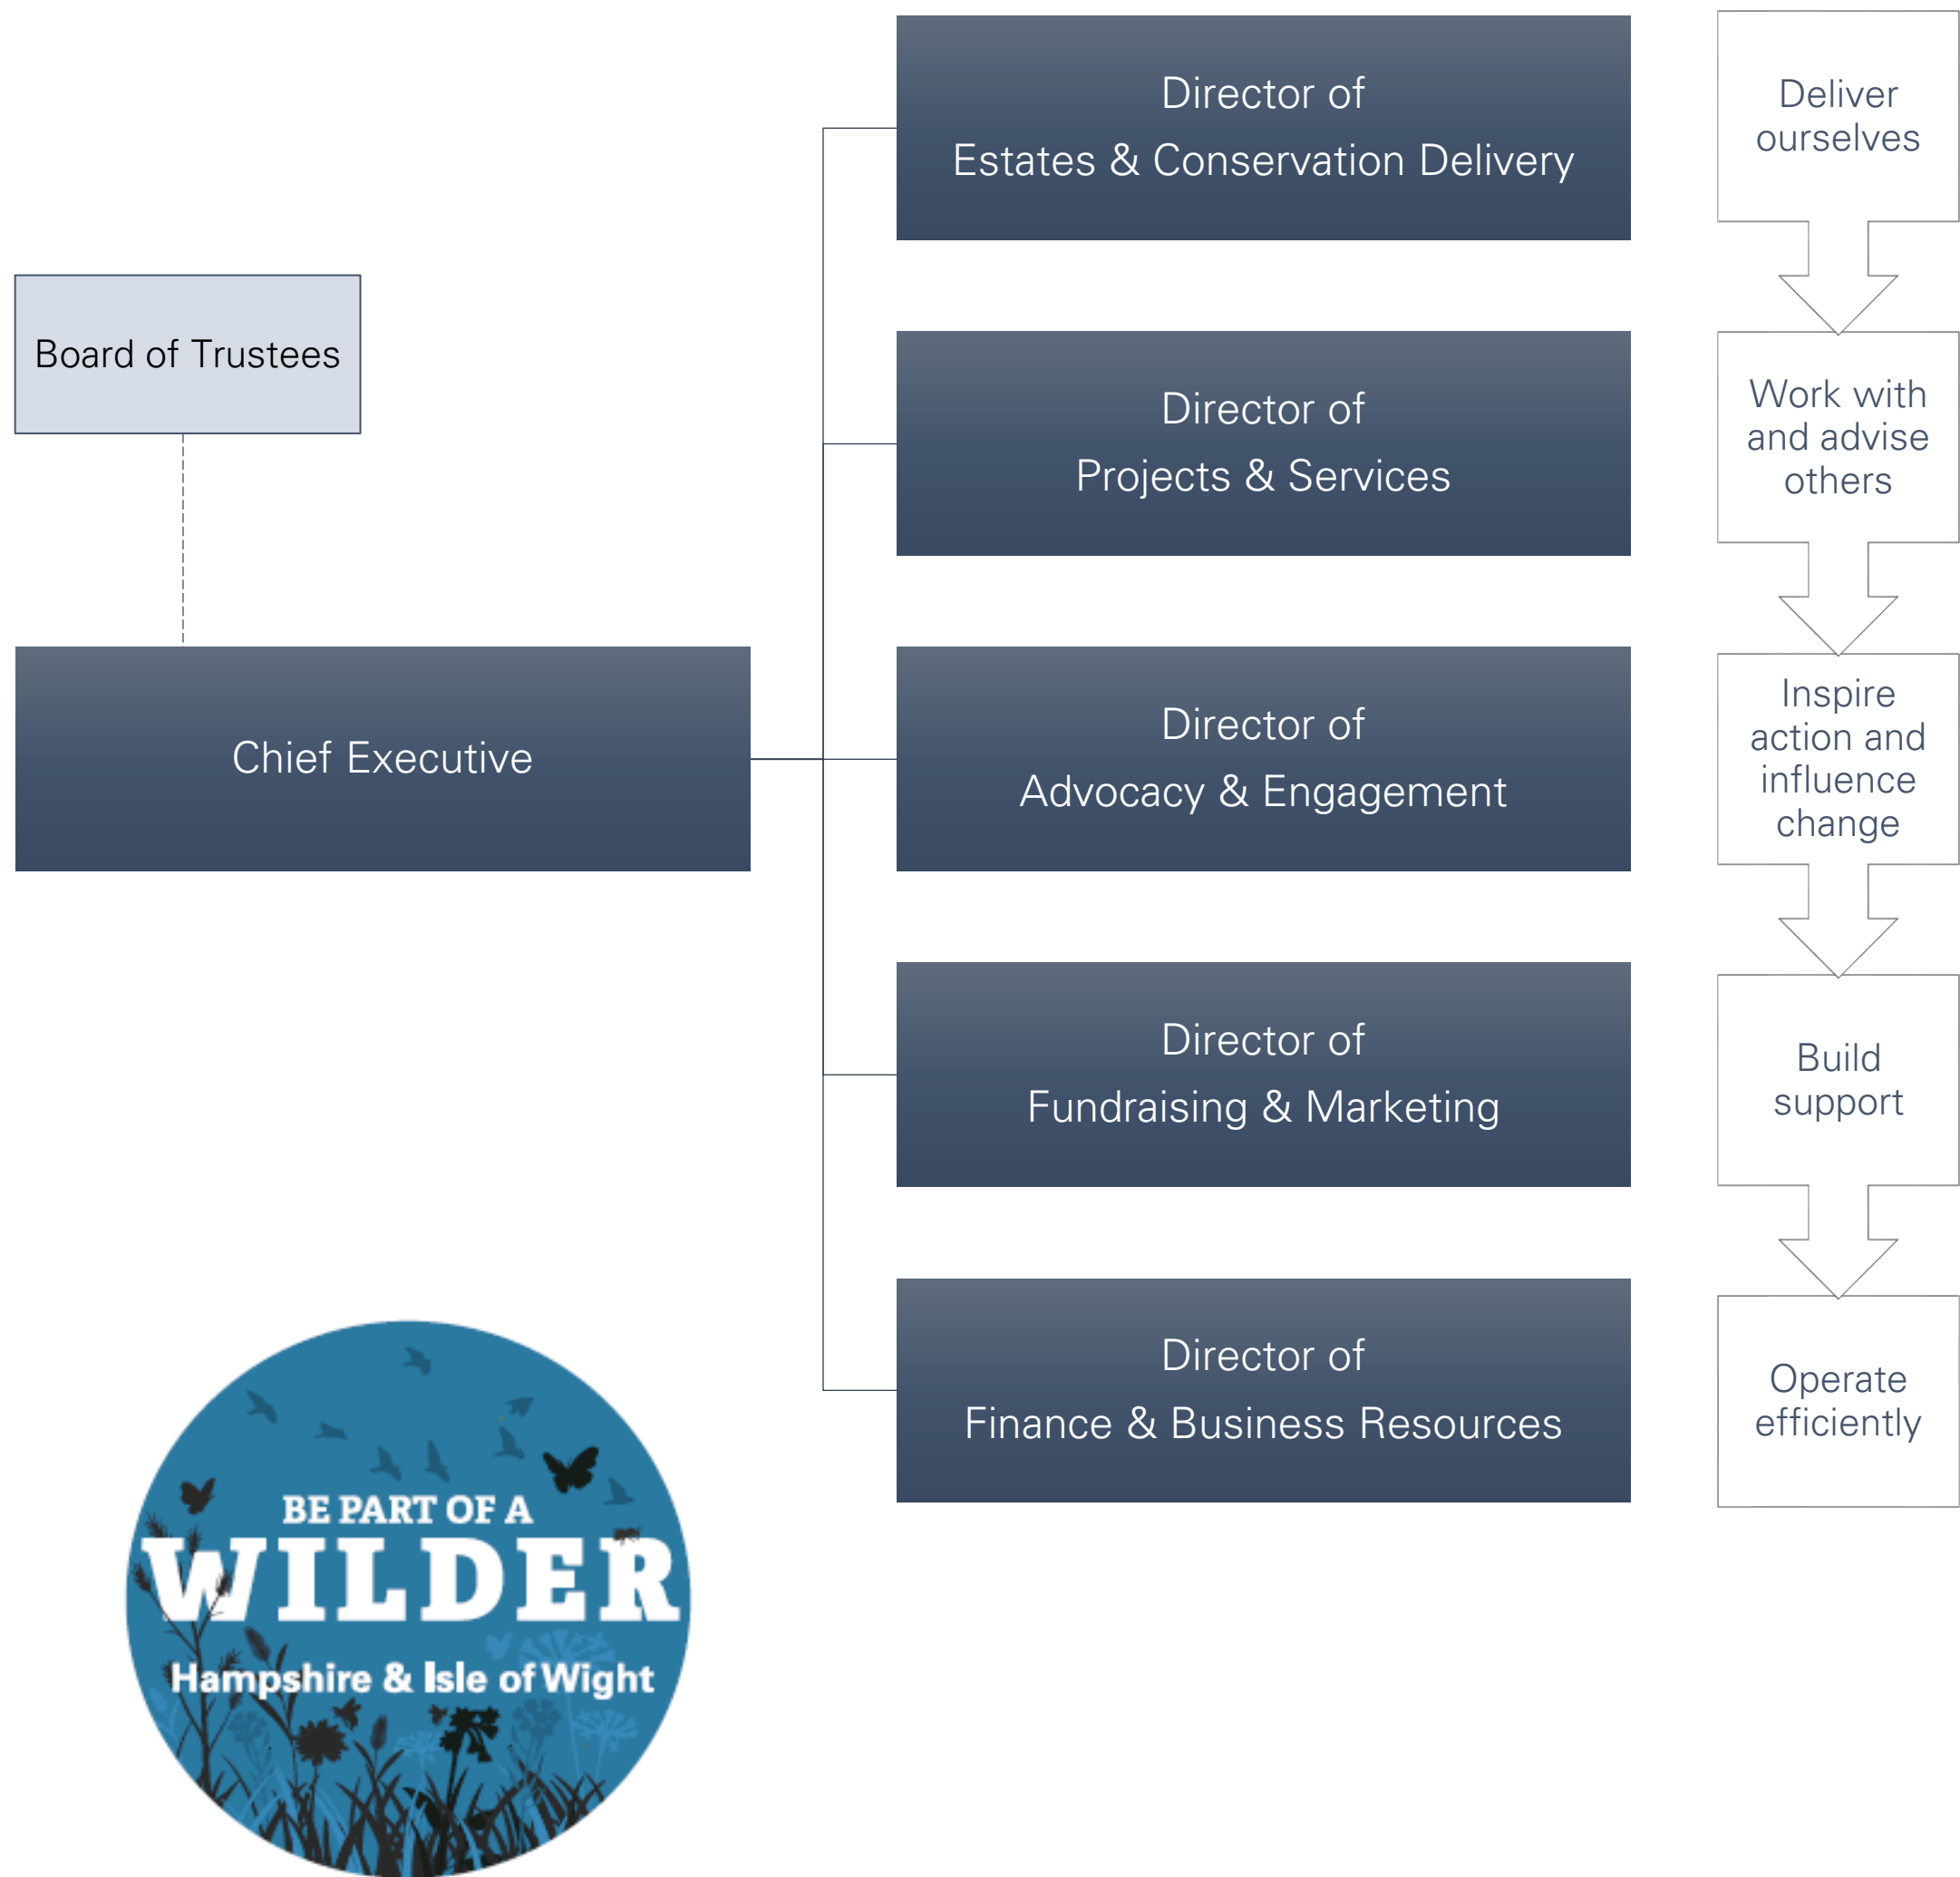 Board of Trustees
Chief Executive
Director of
Estates & Conservation Delivery
Director of
Projects & Services
Director of
Advocacy & Engagement
Director of
Fundraising & Marketing
Director of
Finance & Business Resources
Deliver
ourselves
Work with
and advise
others
Inspire
action and
influence
change
Build
support
Operate
efficiently
BE PART OF A
WILDER
Hampshire & Isle of Wight